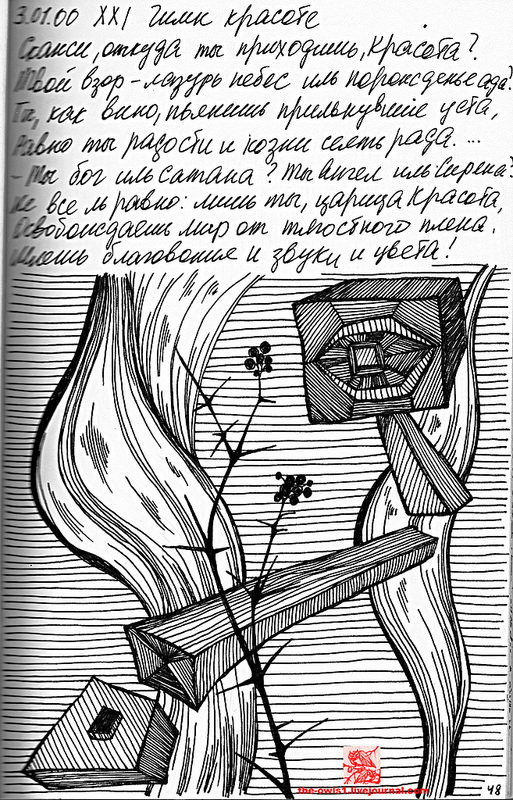 3.01.00 XXI Гимн красоте
Скажи, откуда ты приходишь, Красота?
Твой взор – лазурь небес иль порожденье ада?
Ты, как вино, пьянишь прильнувшие уста,
Равно ты радости и козни сеять рада. ...
- Ты бог иль сатана? Ты ангел иль Сирена?
Не все ль равно: лишь ты, царица Красота,
Освобождаешь мир от тягостного плена,
Шлешь благовония и звуки и цвета!
the-owls1.livejournal.com
48